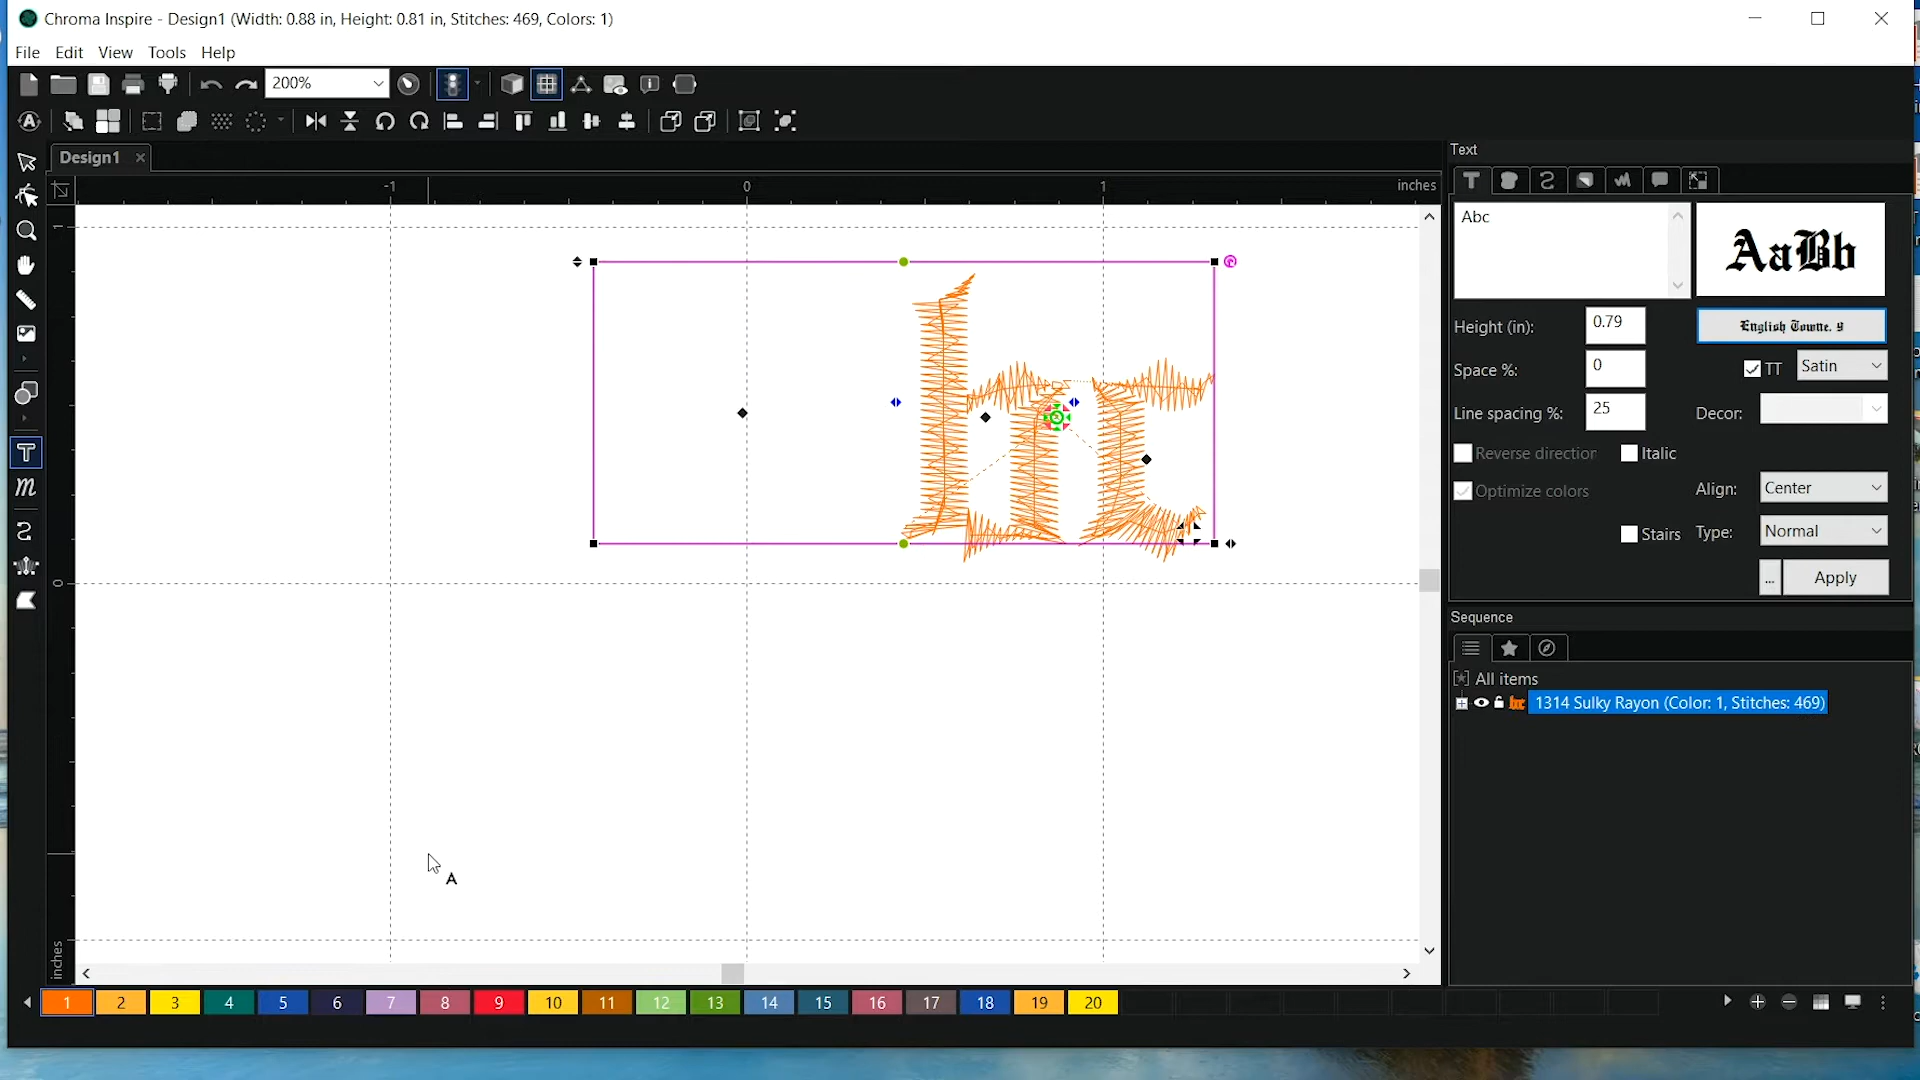 Chroma Inspire - Design1 (Width: 0.88 in, Height: 0.81 in, Stitches: 469, Colors: 1)
File Edit View Tools Help
200%
Design1
-1 0 1 inches
1
0
inches
bc
A
Text
Abc
AaBb
Height (in): 0.79
English Towne. 9
Space %: 0
TT Satin
Line spacing %: 25
Decor:
Reverse direction Italic
Optimize colors
Align: Center
Stairs Type: Normal
... Apply
Sequence
All items
1314 Sulky Rayon (Color: 1, Stitches: 469)
1 2 3 4 5 6 7 8 9 10 11 12 13 14 15 16 17 18 19 20